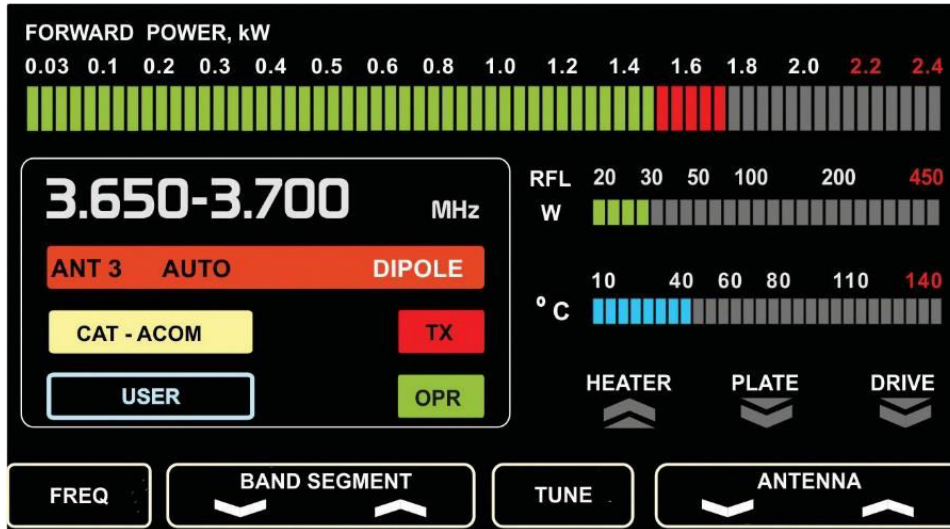 FORWARD POWER, kW
0.03 0.1 0.2 0.3 0.4 0.5 0.6 0.8 1.0 1.2 1.4 1.6 1.8 2.0 2.2 2.4
3.650-3.700 MHz
ANT 3 AUTO DIPOLE
CAT - ACOM TX
USER OPR
RFL 20 30 50 100 200 450
W
10 40 60 80 110 140
° C
HEATER PLATE DRIVE
FREQ BAND SEGMENT TUNE ANTENNA